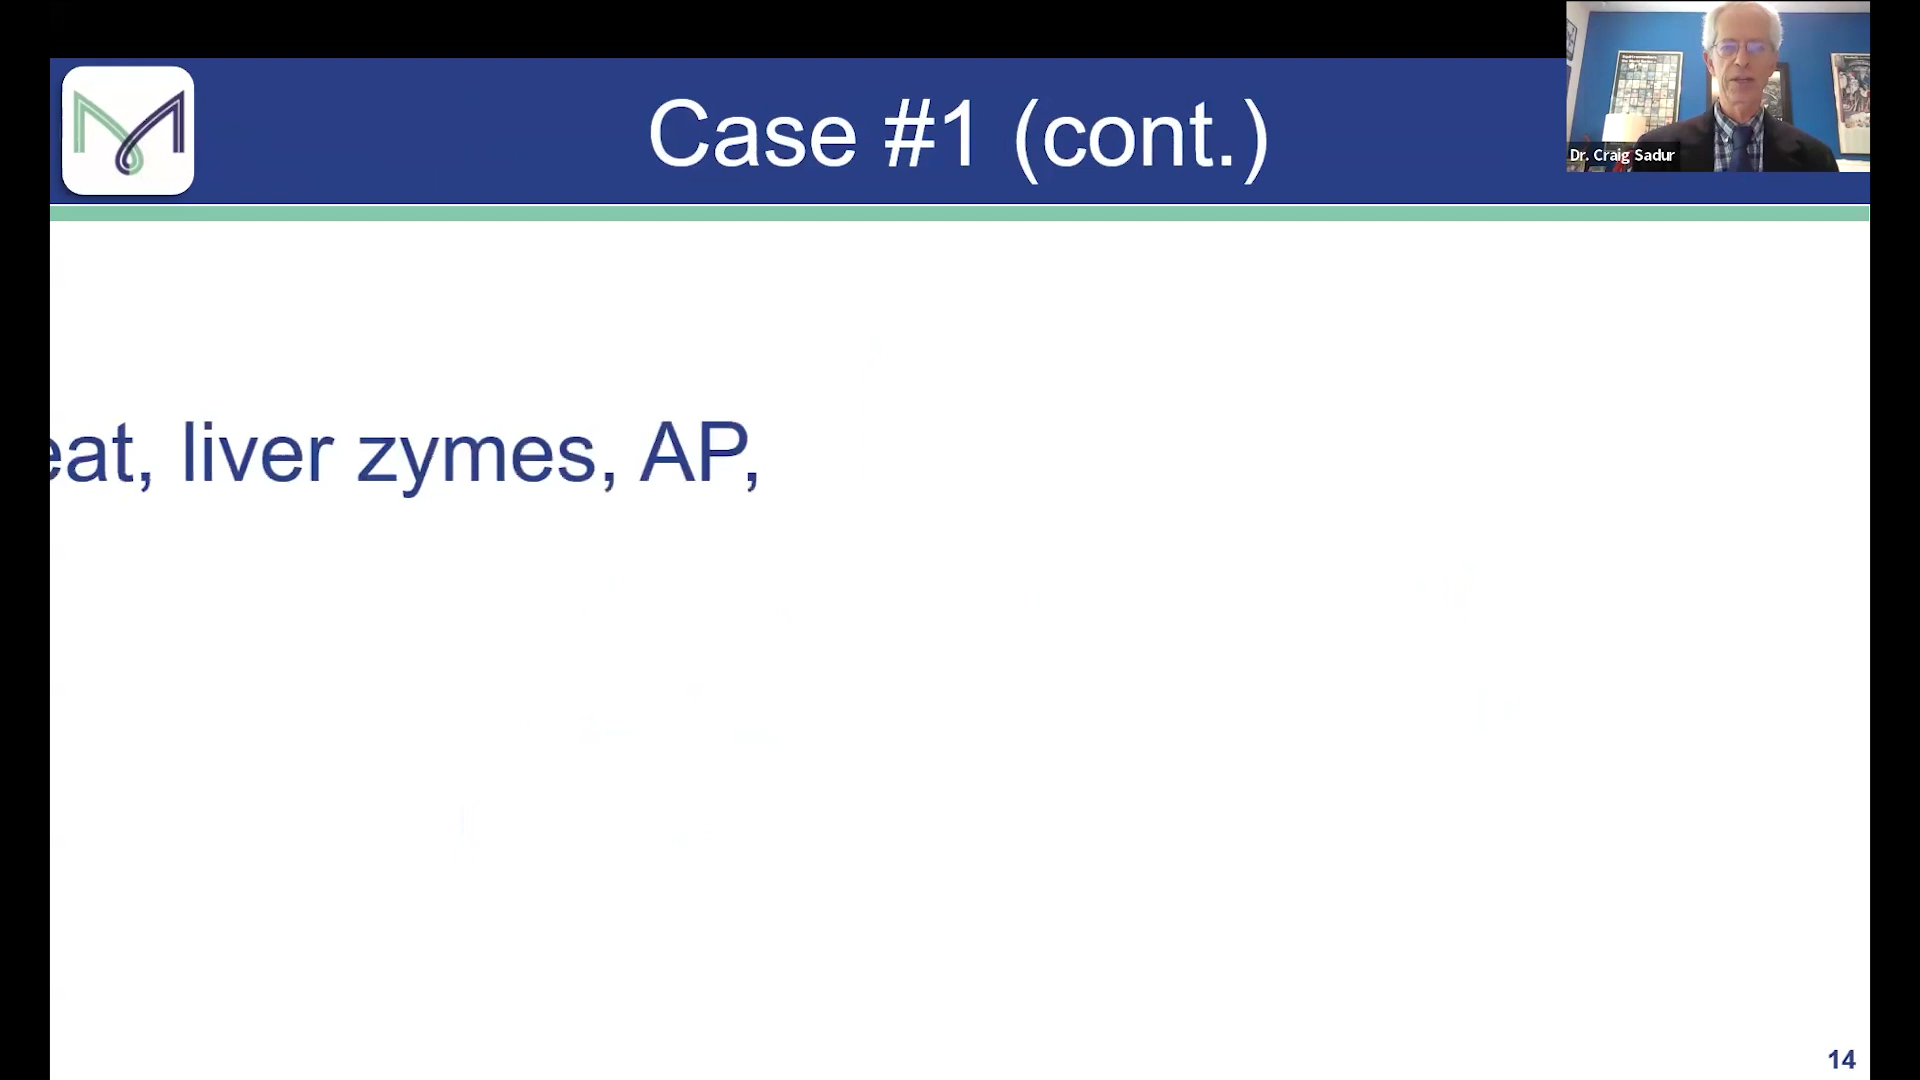 Case #1 (cont.)
Dr. Craig Sadur
eat, liver zymes, AP,
14